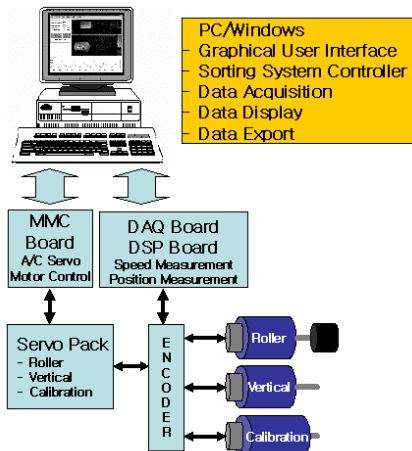 PC/Windows
- Graphical User Interface
- Sorting System Controller
- Data Acquisition
- Data Display
- Data Export
MMC
Board
A/C Servo
Motor Control
DAQ Board
DSP Board
Speed Measurement
Position Measurement
Servo Pack
- Roller
- Vertical
- Calibration
ENCODER
Roller
Vertical
Calibration